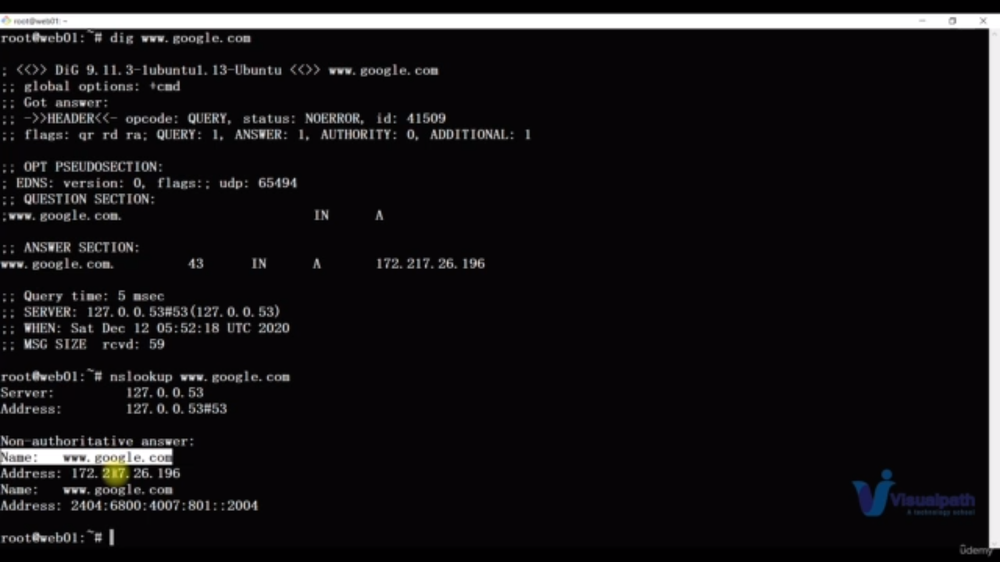 root@web01: ~
root@web01:~# dig www.google.com
; <<>> DiG 9.11.3-1ubuntu1.13-Ubuntu <<>> www.google.com
;; global options: +cmd
;; Got answer:
;; ->>HEADER<<- opcode: QUERY, status: NOERROR, id: 41509
;; flags: qr rd ra; QUERY: 1, ANSWER: 1, AUTHORITY: 0, ADDITIONAL: 1
;; OPT PSEUDOSECTION:
; EDNS: version: 0, flags:; udp: 65494
;; QUESTION SECTION:
;www.google.com. IN A
;; ANSWER SECTION:
www.google.com. 43 IN A 172.217.26.196
;; Query time: 5 msec
;; SERVER: 127.0.0.53#53(127.0.0.53)
;; WHEN: Sat Dec 12 05:52:18 UTC 2020
;; MSG SIZE rcvd: 59
root@web01:~# nslookup www.google.com
Server: 127.0.0.53
Address: 127.0.0.53#53
Non-authoritative answer:
Name: www.google.com
Address: 172.217.26.196
Name: www.google.com
Address: 2404:6800:4007:801::2004
root@web01:~#
Visualpath
A technology school
ûdemy